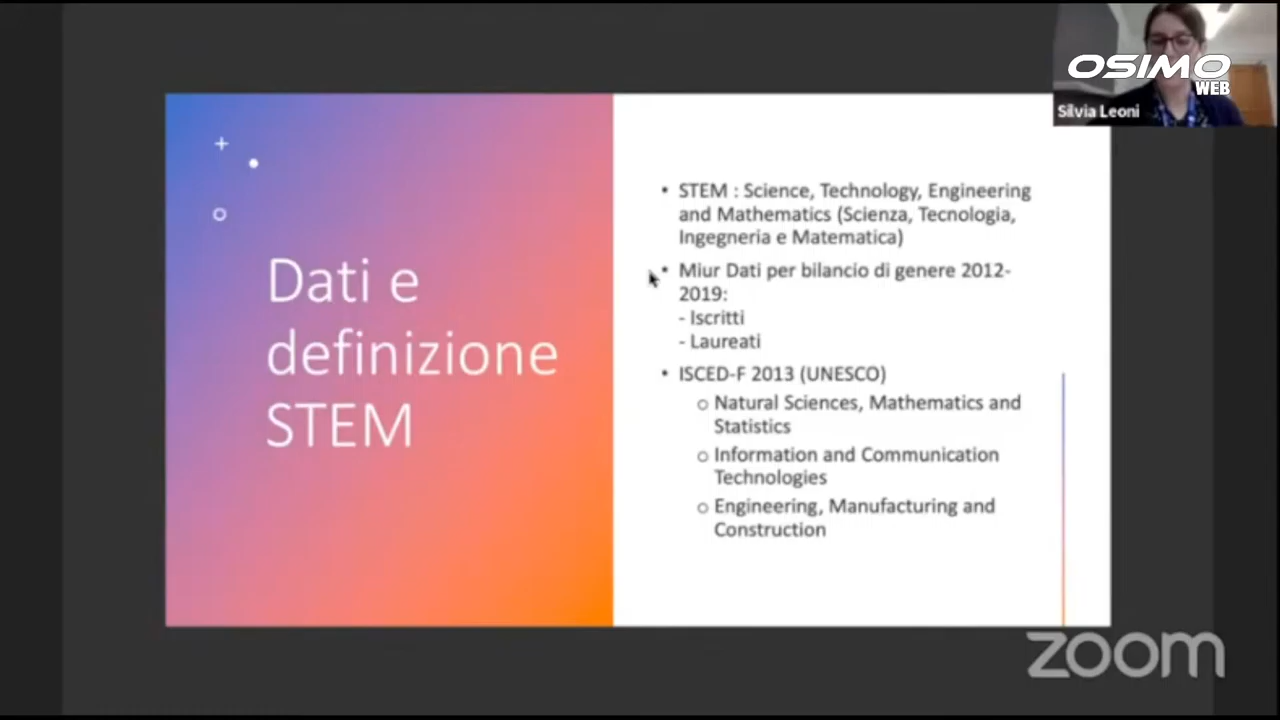 OSIMO
WEB
Silvia Leoni
Dati e
definizione
STEM
• STEM : Science, Technology, Engineering
and Mathematics (Scienza, Tecnologia,
Ingegneria e Matematica)
• Miur Dati per bilancio di genere 2012-
2019:
- Iscritti
- Laureati
• ISCED-F 2013 (UNESCO)
o Natural Sciences, Mathematics and
Statistics
o Information and Communication
Technologies
o Engineering, Manufacturing and
Construction
zoom